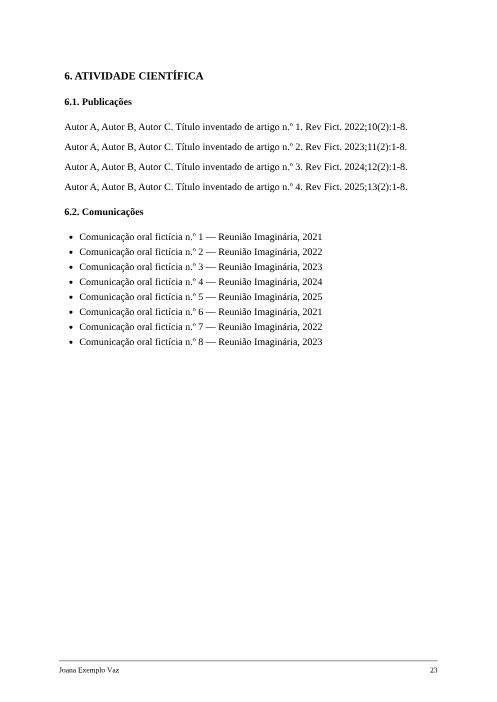 6. ATIVIDADE CIENTÍFICA
6.1. Publicações
Autor A, Autor B, Autor C. Título inventado de artigo n.º 1. Rev Fict. 2022;10(2):1-8.
Autor A, Autor B, Autor C. Título inventado de artigo n.º 2. Rev Fict. 2023;11(2):1-8.
Autor A, Autor B, Autor C. Título inventado de artigo n.º 3. Rev Fict. 2024;12(2):1-8.
Autor A, Autor B, Autor C. Título inventado de artigo n.º 4. Rev Fict. 2025;13(2):1-8.
6.2. Comunicações
• Comunicação oral fictícia n.º 1 — Reunião Imaginária, 2021
• Comunicação oral fictícia n.º 2 — Reunião Imaginária, 2022
• Comunicação oral fictícia n.º 3 — Reunião Imaginária, 2023
• Comunicação oral fictícia n.º 4 — Reunião Imaginária, 2024
• Comunicação oral fictícia n.º 5 — Reunião Imaginária, 2025
• Comunicação oral fictícia n.º 6 — Reunião Imaginária, 2021
• Comunicação oral fictícia n.º 7 — Reunião Imaginária, 2022
• Comunicação oral fictícia n.º 8 — Reunião Imaginária, 2023
Joana Exemplo Vaz 23